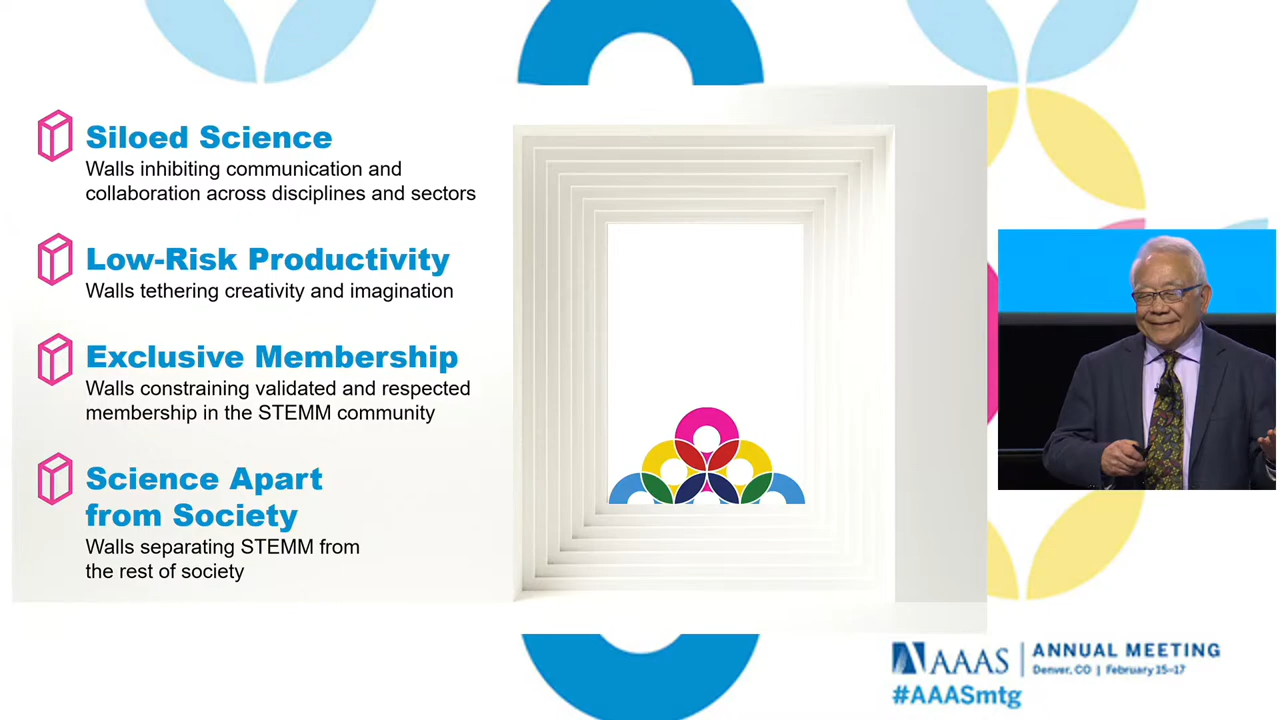 Siloed Science
Walls inhibiting communication and
collaboration across disciplines and sectors
Low-Risk Productivity
Walls tethering creativity and imagination
Exclusive Membership
Walls constraining validated and respected
membership in the STEMM community
Science Apart
from Society
Walls separating STEMM from
the rest of society
AAAS
ANNUAL MEETING
Denver, CO | February 15–17
#AAASmtg